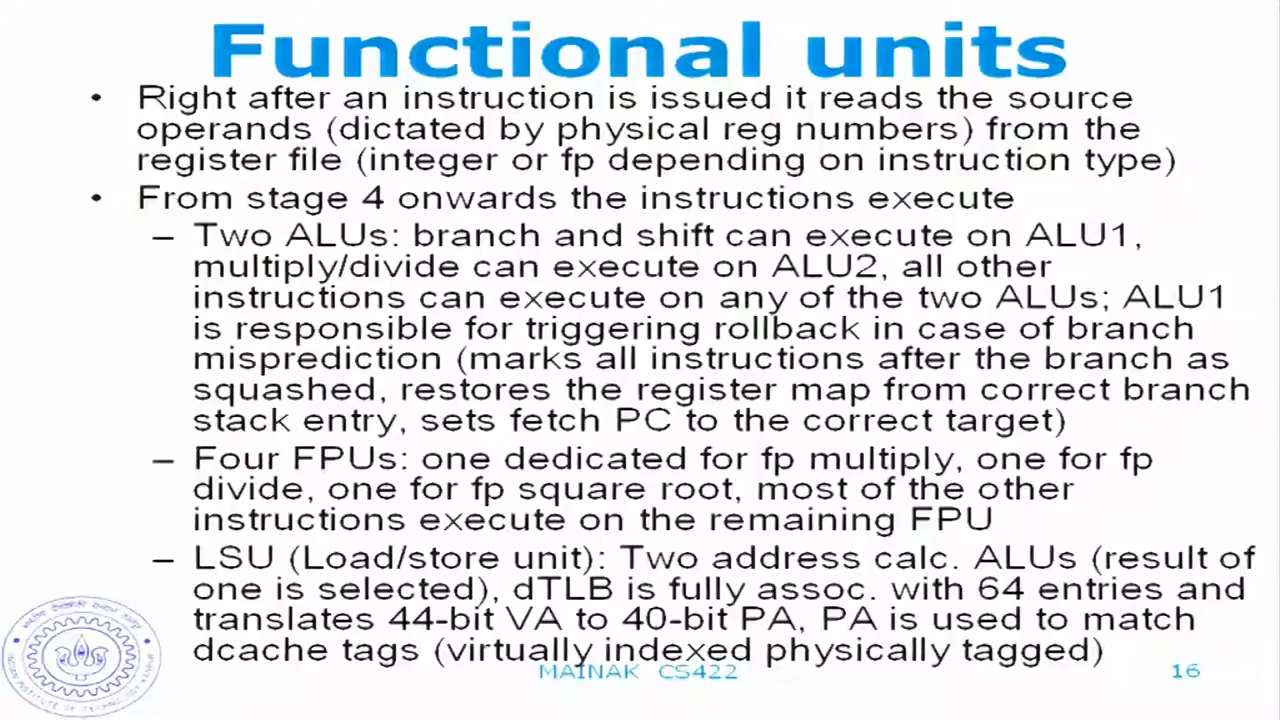 Functional units
• Right after an instruction is issued it reads the source
operands (dictated by physical reg numbers) from the
register file (integer or fp depending on instruction type)
• From stage 4 onwards the instructions execute
– Two ALUs: branch and shift can execute on ALU1,
multiply/divide can execute on ALU2, all other
instructions can execute on any of the two ALUs; ALU1
is responsible for triggering rollback in case of branch
misprediction (marks all instructions after the branch as
squashed, restores the register map from correct branch
stack entry, sets fetch PC to the correct target)
– Four FPUs: one dedicated for fp multiply, one for fp
divide, one for fp square root, most of the other
instructions execute on the remaining FPU
– LSU (Load/store unit): Two address calc. ALUs (result of
one is selected), dTLB is fully assoc. with 64 entries and
translates 44-bit VA to 40-bit PA, PA is used to match
dcache tags (virtually indexed physically tagged)
MAINAK CS422
16